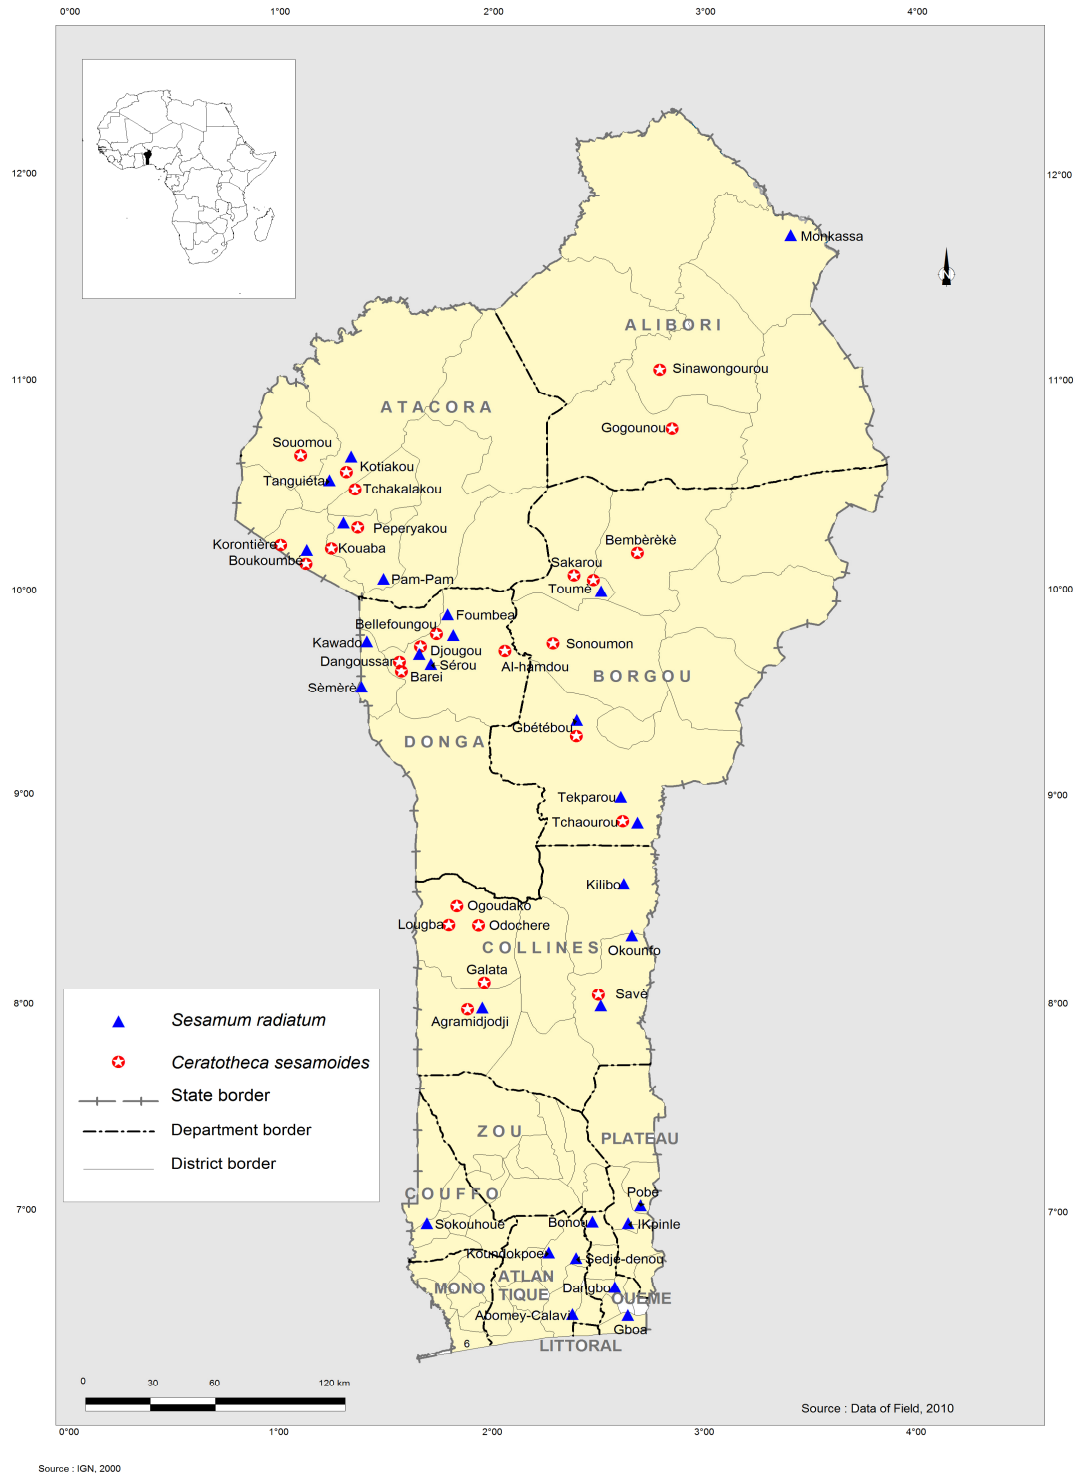 0°00 1°00 2°00 3°00 4°00
12°00 12°00
Monkassa
N
ALIBORI
Sinawongourou
11°00 11°00
ATACORA
Gogounou
Souomou
Kotiakou
Tanguiéta
Tchakalakou
Peperyakou
Bembèrèkè
Korontière
Kouaba
Boukoumbé
Sakarou
Pam-Pam
Toumè
10°00 10°00
Foumbea
Bellefoungou
Kawado
Djougou
Sonoumon
Dangoussar
Sérou
Al-hamdou
Barei
BORGOU
Sèmèrè
Gbétébou
DONGA
9°00 9°00
Tekparou
Tchaourou
Kilibo
Ogoudako
Lougba
Odochere
COLLINES
Okounfo
Galata
Savè
8°00 8°00
Agramidjodji
Sesamum radiatum
Ceratotheca sesamoides
State border
Department border
District border
ZOU
PLATEAU
COUFFO
Pobè
7°00 7°00
Sokouhoué
Bonou
IKpinle
Koundokpoe
Sedje-denou
ATLAN
TIQUE
MONO
Dangbo
OUEME
Abomey-Calavi
Gboa
6
LITTORAL
0 30 60 120 km
Source : Data of Field, 2010
0°00 1°00 2°00 3°00 4°00
Source : IGN, 2000